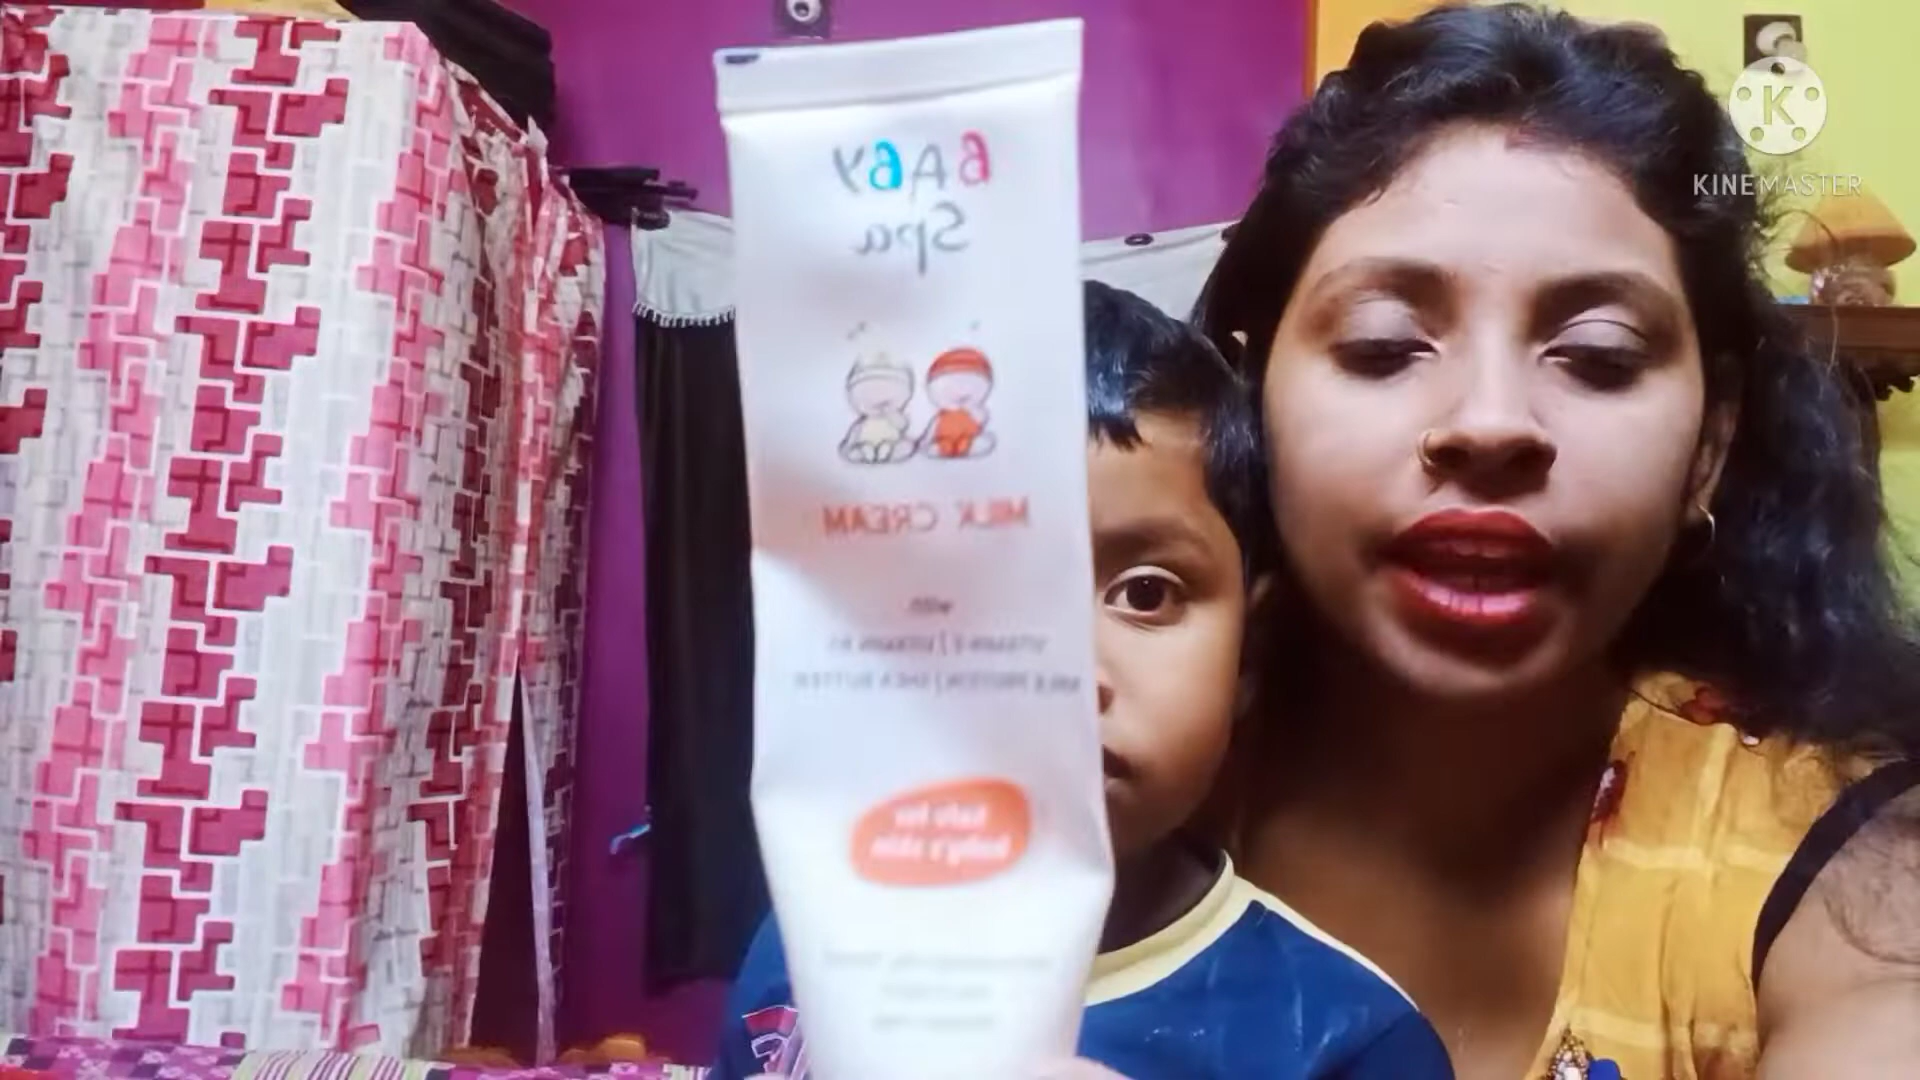 BABY
Spa
MILK CREAM
with
VITAMIN E | VITAMIN B5
MILK PROTEIN | SHEA BUTTER
Safe for
baby's skin
K
KINEMASTER